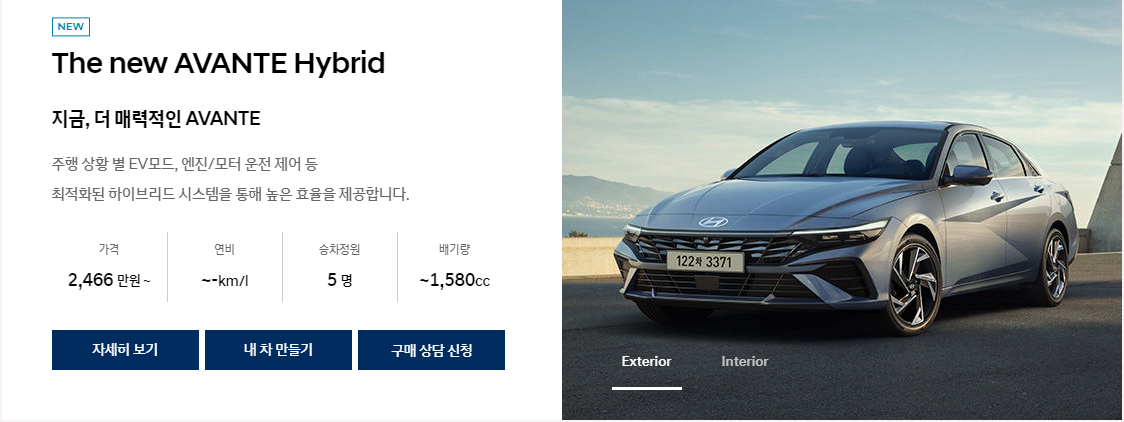 NEW
The new AVANTE Hybrid
지금, 더 매력적인 AVANTE
주행 상황 별 EV모드, 엔진/모터 운전 제어 등
최적화된 하이브리드 시스템을 통해 높은 효율을 제공합니다.
가격 연비 승차정원 배기량
2,466 만원 ~ ~-km/l 5 명 ~1,580cc
자세히 보기 내 차 만들기 구매 상담 신청
122차 3371
Exterior Interior